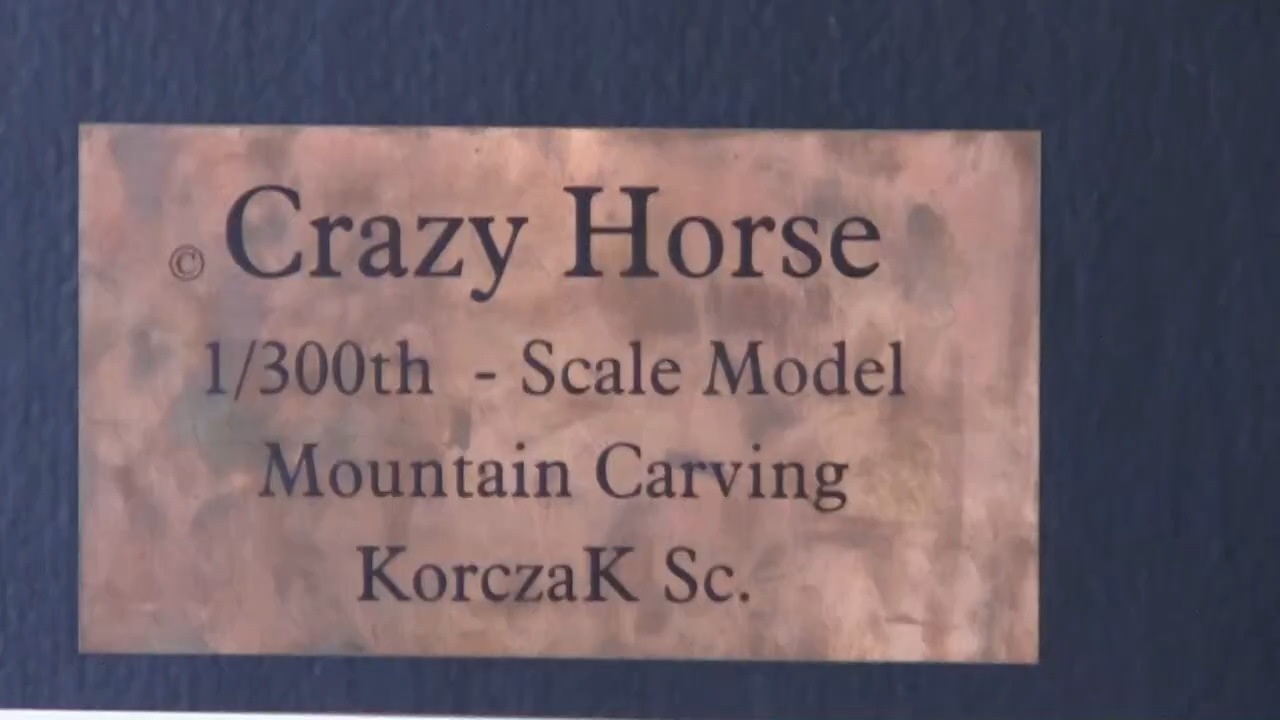 © Crazy Horse
1/300th - Scale Model
Mountain Carving
KorczaK Sc.